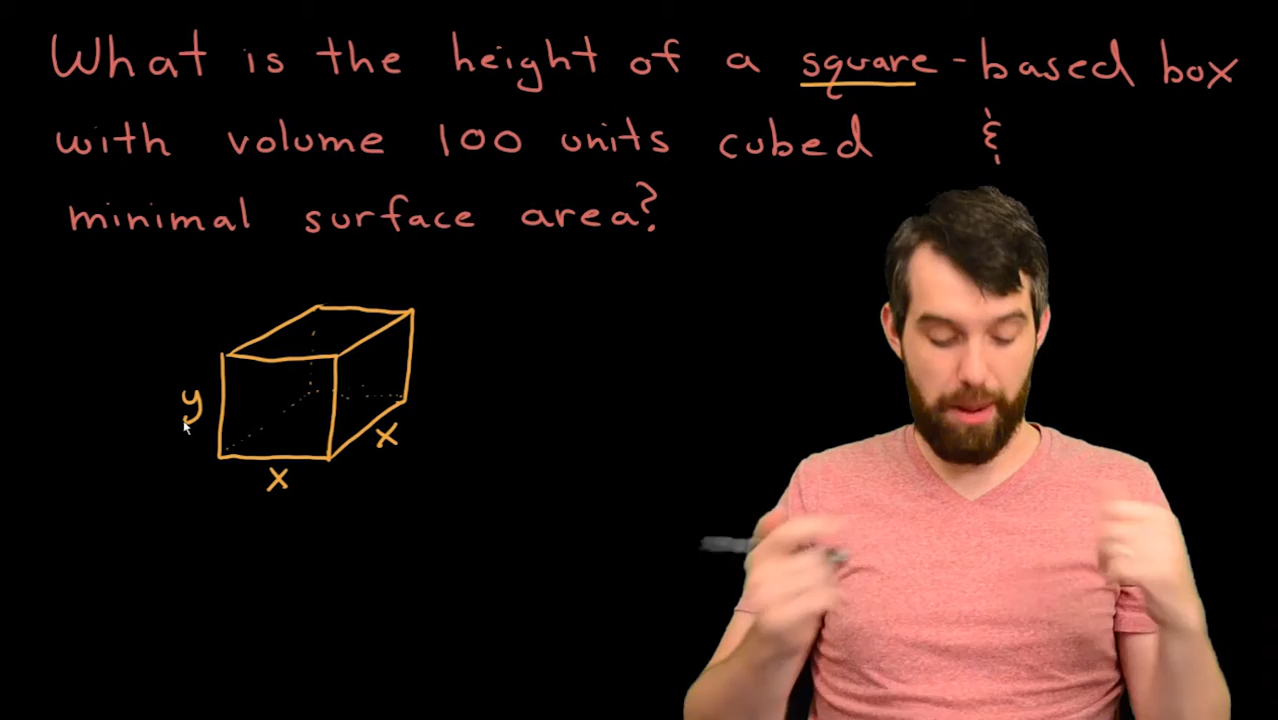 What is the height of a square-based box
with volume 100 units cubed &
minimal surface area?
y
x
x